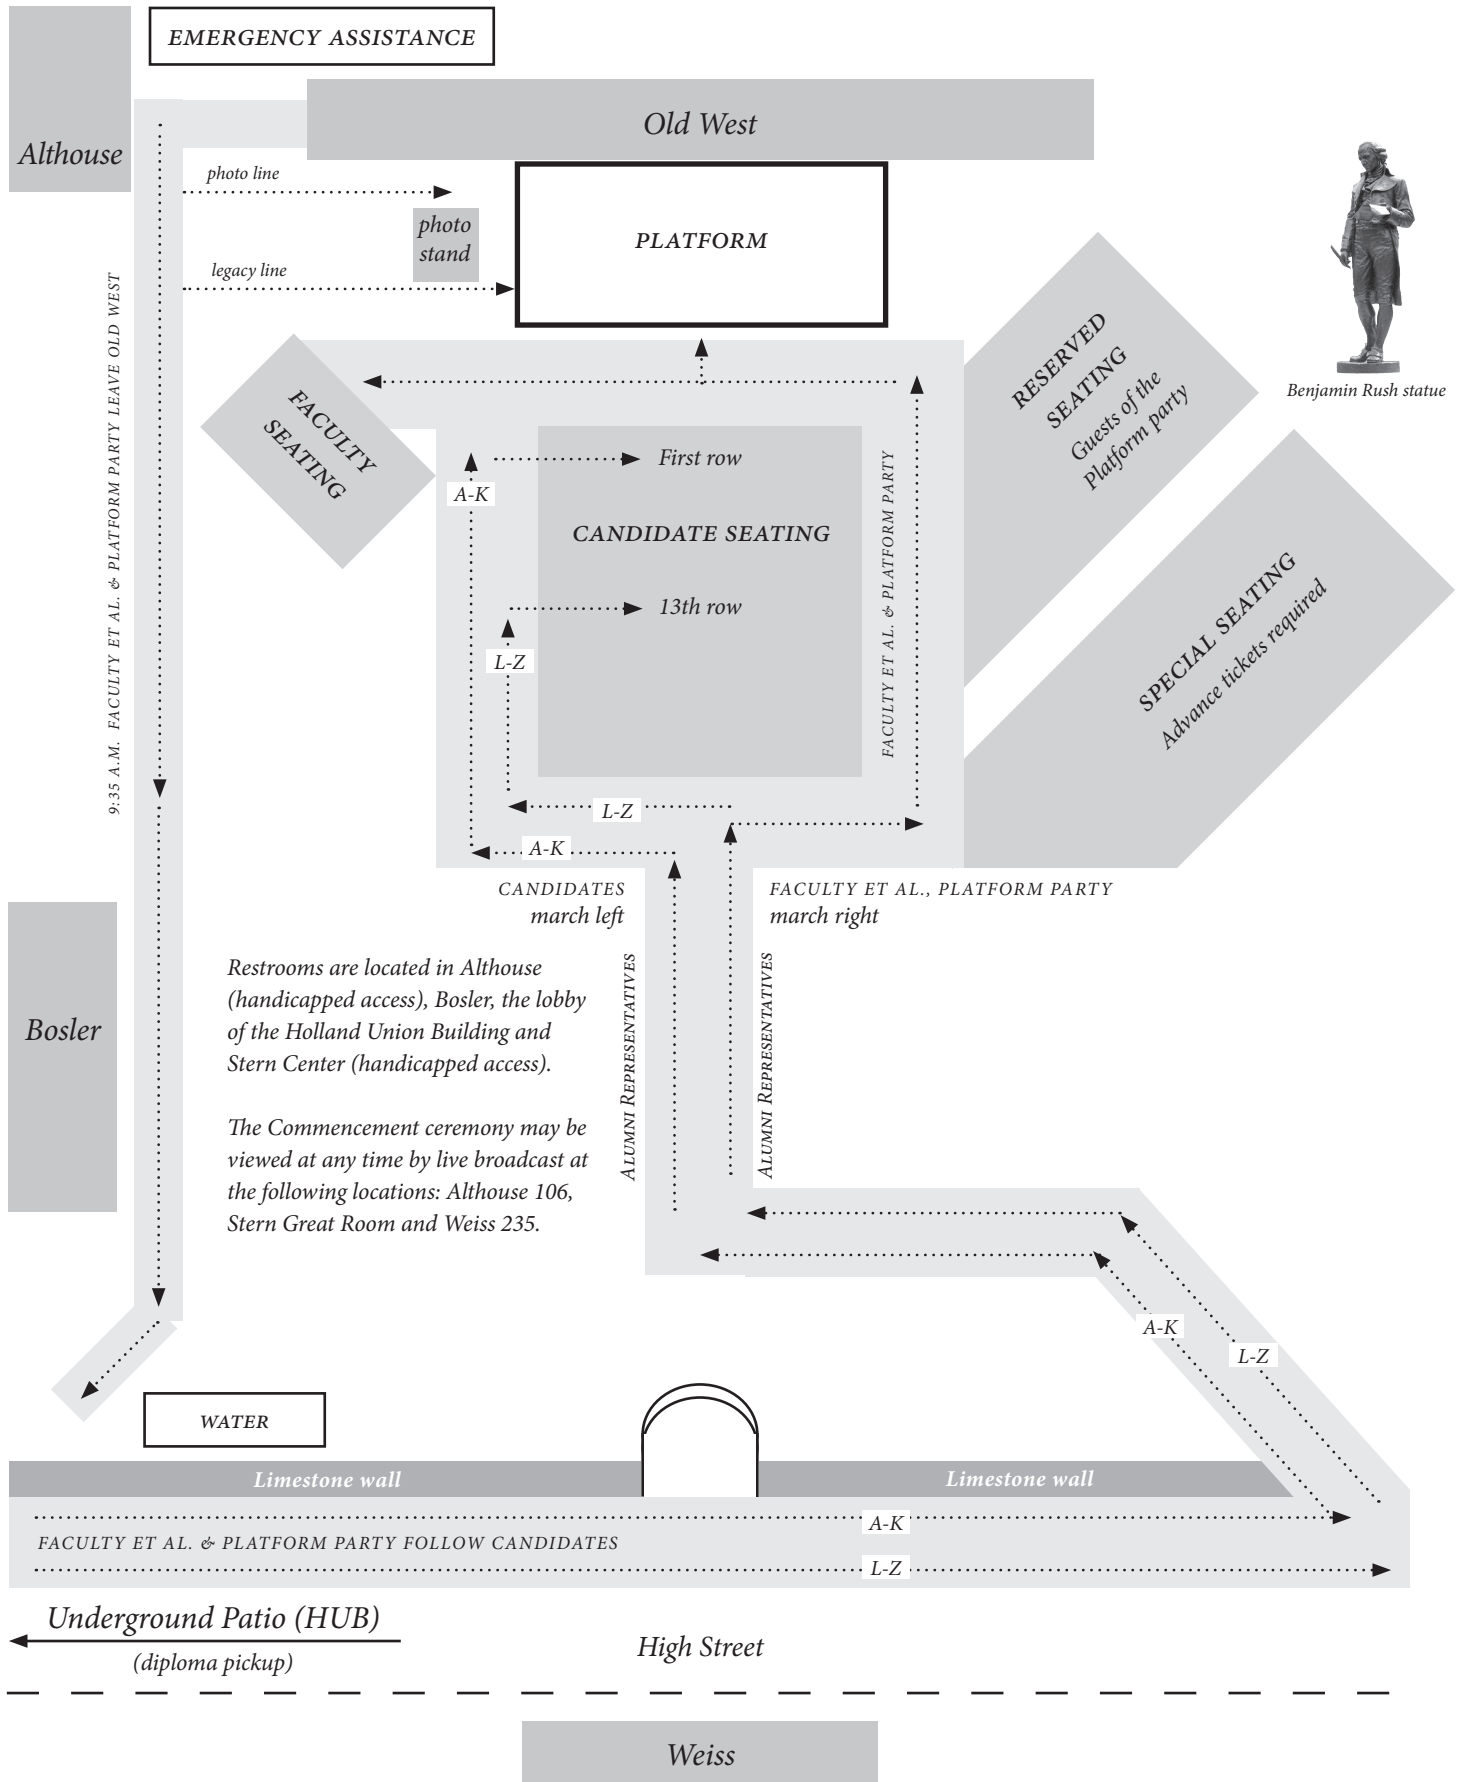 EMERGENCY ASSISTANCE
Old West
Althouse
photo line
photo
stand
PLATFORM
legacy line
9:35 A.M. FACULTY ET AL. & PLATFORM PARTY LEAVE OLD WEST
RESERVED
SEATING
Guests of the
Platform party
Benjamin Rush statue
FACULTY
SEATING
First row
A-K
CANDIDATE SEATING
FACULTY ET AL. & PLATFORM PARTY
13th row
L-Z
SPECIAL SEATING
Advance tickets required
L-Z
A-K
CANDIDATES
march left
FACULTY ET AL., PLATFORM PARTY
march right
ALUMNI REPRESENTATIVES
ALUMNI REPRESENTATIVES
Restrooms are located in Althouse
(handicapped access), Bosler, the lobby
of the Holland Union Building and
Stern Center (handicapped access).
Bosler
The Commencement ceremony may be
viewed at any time by live broadcast at
the following locations: Althouse 106,
Stern Great Room and Weiss 235.
A-K
L-Z
WATER
Limestone wall
Limestone wall
A-K
FACULTY ET AL. & PLATFORM PARTY FOLLOW CANDIDATES
L-Z
Underground Patio (HUB)
(diploma pickup)
High Street
Weiss